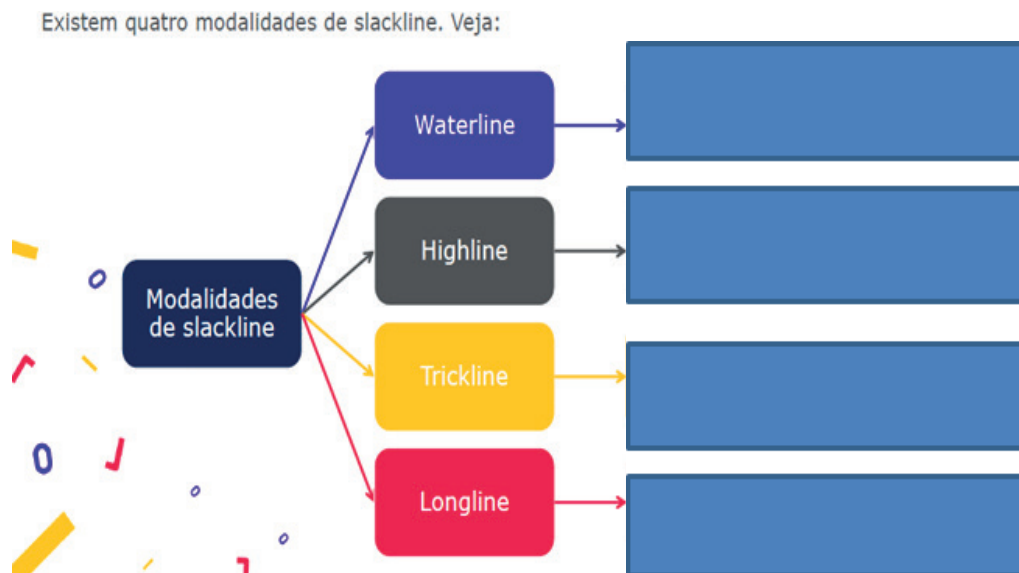 Existem quatro modalidades de slackline. Veja:
Waterline
Highline
Modalidades
de slackline
Trickline
Longline